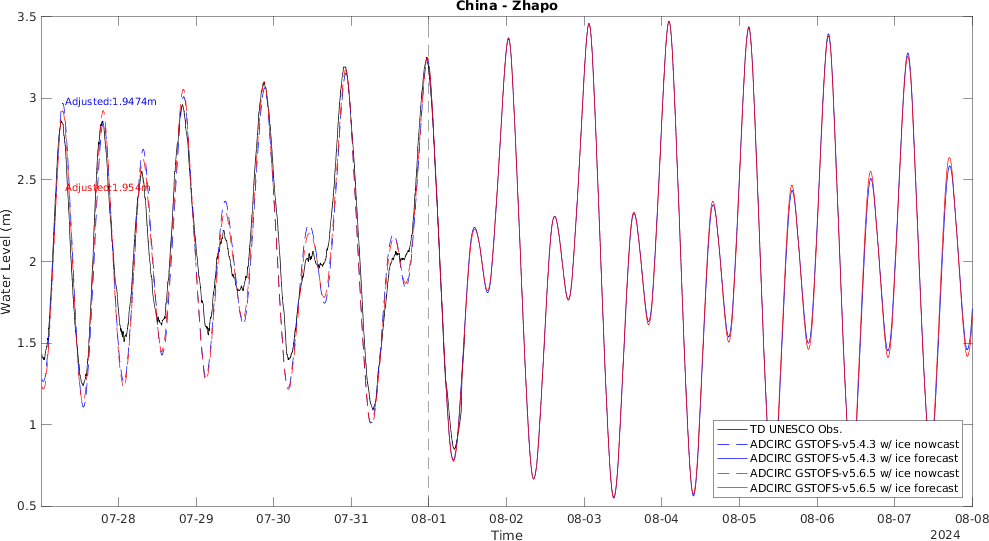 China - Zhapo
3.5
3
2.5
2
1.5
1
0.5
Water Level (m)
Adjusted:1.9474m
Adjusted:1.954m
TD UNESCO Obs.
ADCIRC GSTOFS-v5.4.3 w/ ice nowcast
ADCIRC GSTOFS-v5.4.3 w/ ice forecast
ADCIRC GSTOFS-v5.6.5 w/ ice nowcast
ADCIRC GSTOFS-v5.6.5 w/ ice forecast
07-28 07-29 07-30 07-31 08-01 08-02 08-03 08-04 08-05 08-06 08-07 08-08
Time
2024